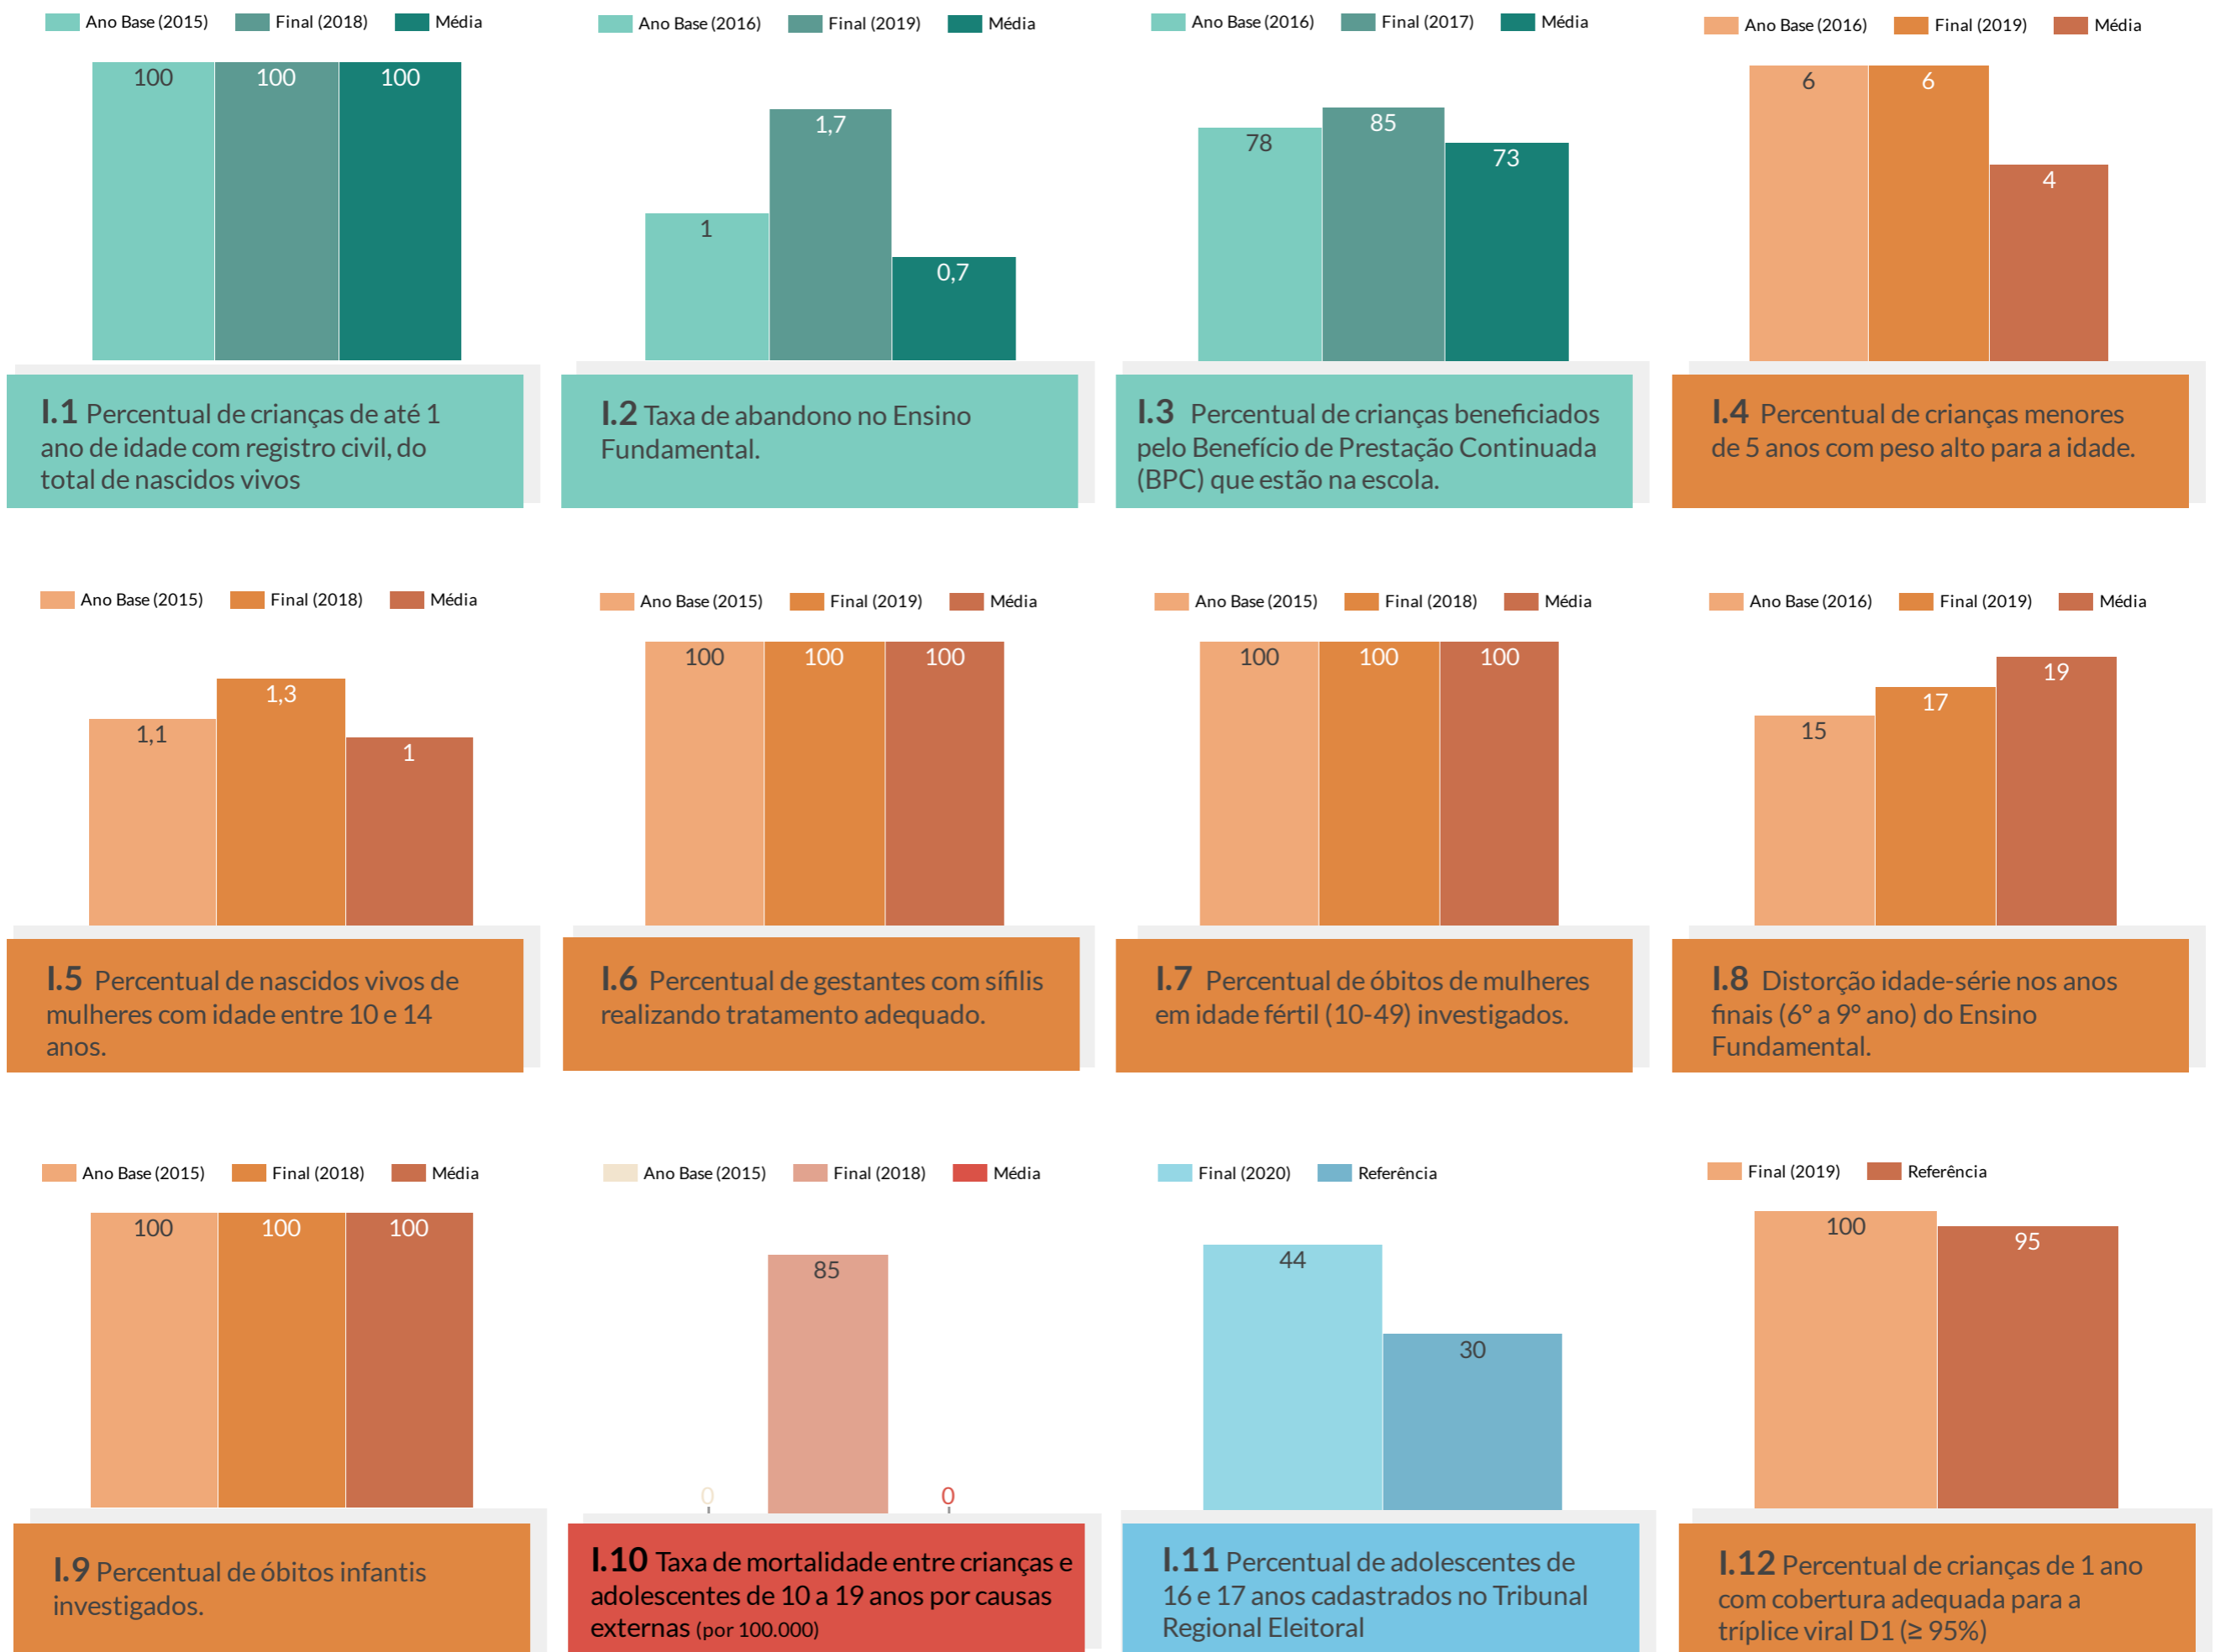 Ano Base (2015) Final (2018) Média
100 100 100
I.1 Percentual de crianças de até 1
ano de idade com registro civil, do
total de nascidos vivos
Ano Base (2016) Final (2019) Média
1 1,7 0,7
I.2 Taxa de abandono no Ensino
Fundamental.
Ano Base (2016) Final (2017) Média
78 85 73
I.3 Percentual de crianças beneficiados
pelo Benefício de Prestação Continuada
(BPC) que estão na escola.
Ano Base (2016) Final (2019) Média
6 6 4
I.4 Percentual de crianças menores
de 5 anos com peso alto para a idade.
Ano Base (2015) Final (2018) Média
1,1 1,3 1
I.5 Percentual de nascidos vivos de
mulheres com idade entre 10 e 14
anos.
Ano Base (2015) Final (2019) Média
100 100 100
I.6 Percentual de gestantes com sífilis
realizando tratamento adequado.
Ano Base (2015) Final (2018) Média
100 100 100
I.7 Percentual de óbitos de mulheres
em idade fértil (10-49) investigados.
Ano Base (2016) Final (2019) Média
15 17 19
I.8 Distorção idade-série nos anos
finais (6° a 9° ano) do Ensino
Fundamental.
Ano Base (2015) Final (2018) Média
100 100 100
I.9 Percentual de óbitos infantis
investigados.
Ano Base (2015) Final (2018) Média
0 85 0
I.10 Taxa de mortalidade entre crianças e
adolescentes de 10 a 19 anos por causas
externas (por 100.000)
Final (2020) Referência
44 30
I.11 Percentual de adolescentes de
16 e 17 anos cadastrados no Tribunal
Regional Eleitoral
Final (2019) Referência
100 95
I.12 Percentual de crianças de 1 ano
com cobertura adequada para a
tríplice viral D1 (≥ 95%)